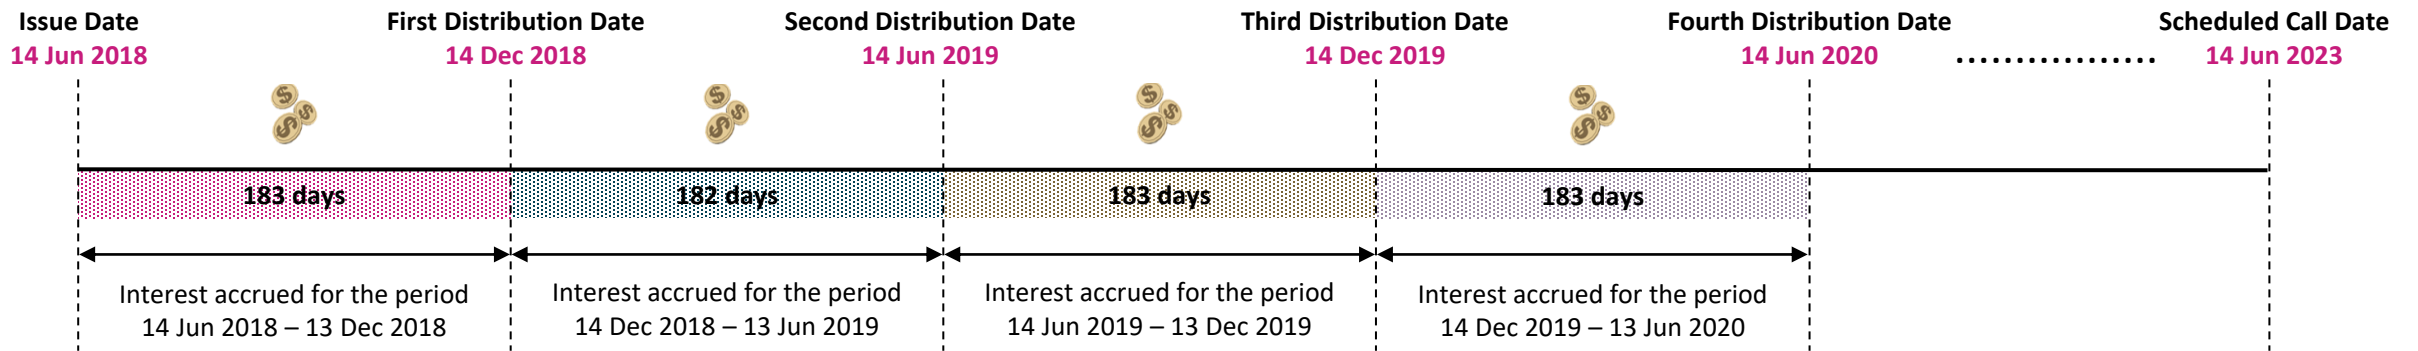 Issue Date
14 Jun 2018
First Distribution Date
14 Dec 2018
Second Distribution Date
14 Jun 2019
Third Distribution Date
14 Dec 2019
Fourth Distribution Date
14 Jun 2020
................
Scheduled Call Date
14 Jun 2023
183 days
182 days
183 days
183 days
Interest accrued for the period
14 Jun 2018 – 13 Dec 2018
Interest accrued for the period
14 Dec 2018 – 13 Jun 2019
Interest accrued for the period
14 Jun 2019 – 13 Dec 2019
Interest accrued for the period
14 Dec 2019 – 13 Jun 2020